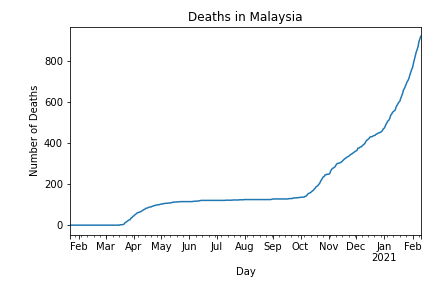 Deaths in Malaysia
Number of Deaths
800
600
400
200
0
Feb Mar Apr May Jun Jul Aug Sep Oct Nov Dec Jan Feb
2021
Day